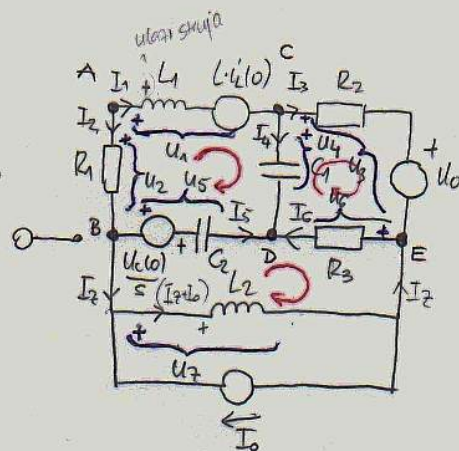 ulazi struja
A I1 + L1 L·iL(0) C I3 R2
I2 + I4 + U4
R1 U2 U1 C1 U3 + U0
U5 I5 I6 U6
B + + C2 D R3 + E
Uc(0)/s
I7 (I7+I0) L2 I7
+
+ U7
I0